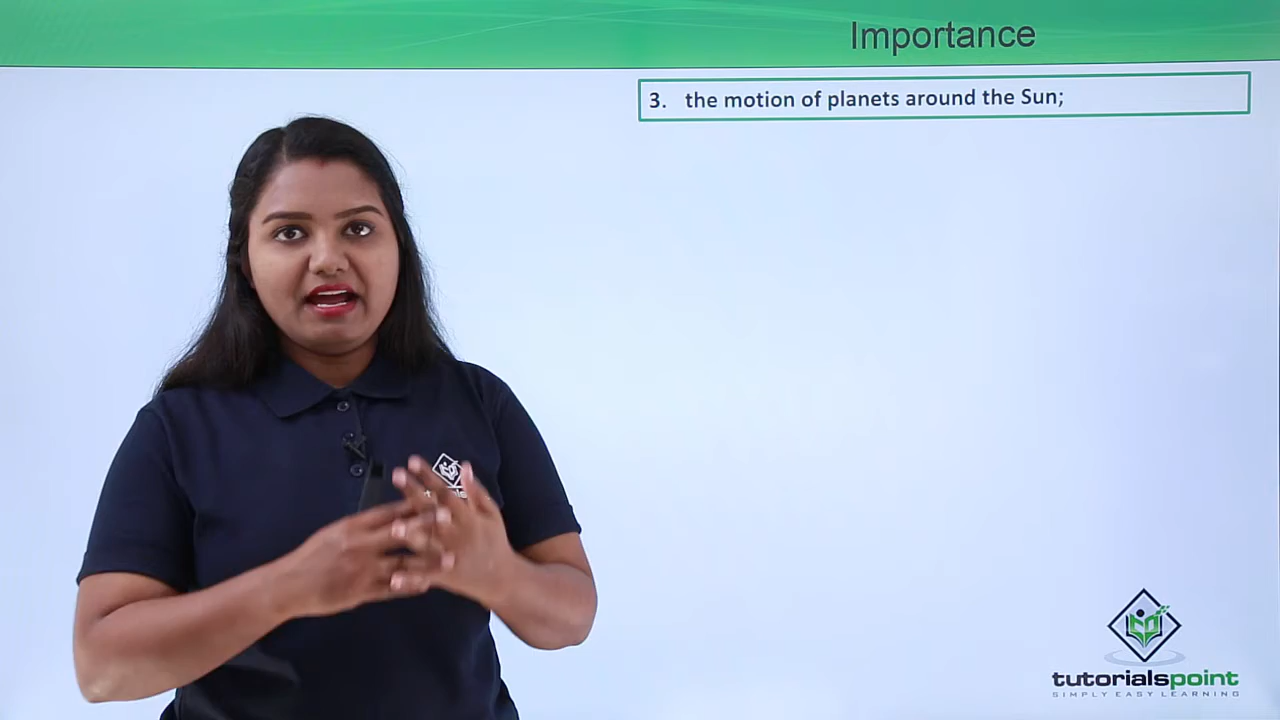 Importance
3. the motion of planets around the Sun;
tutorialspoint
SIMPLY EASY LEARNING